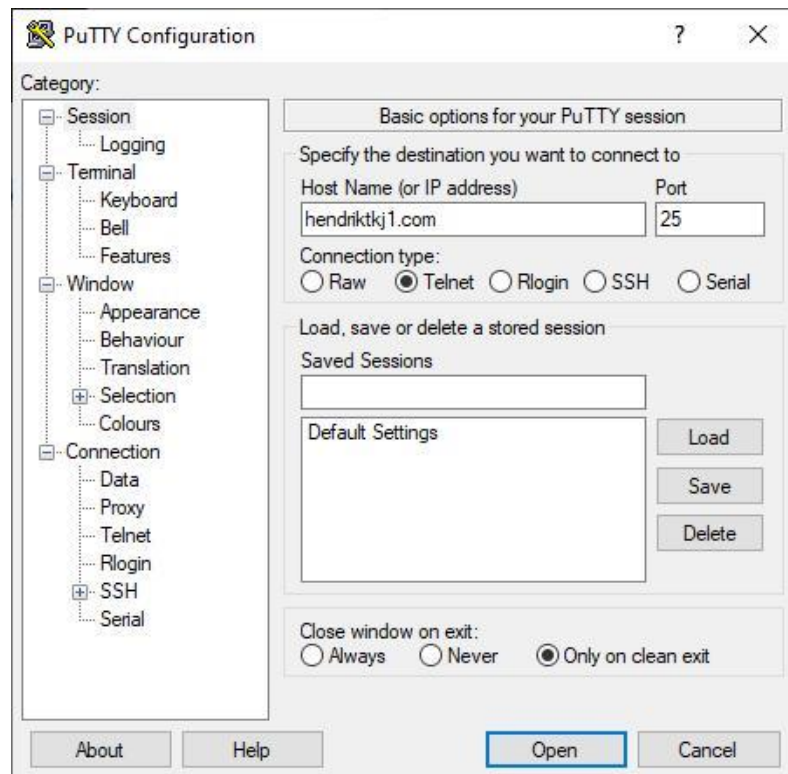 PuTTY Configuration
?
Category:
Session
Logging
Terminal
Keyboard
Bell
Features
Window
Appearance
Behaviour
Translation
Selection
Colours
Connection
Data
Proxy
Telnet
Rlogin
SSH
Serial
Basic options for your PuTTY session
Specify the destination you want to connect to
Host Name (or IP address) Port
hendriktkj1.com 25
Connection type:
Raw Telnet Rlogin SSH Serial
Load, save or delete a stored session
Saved Sessions
Default Settings
Load
Save
Delete
Close window on exit:
Always Never Only on clean exit
About Help Open Cancel